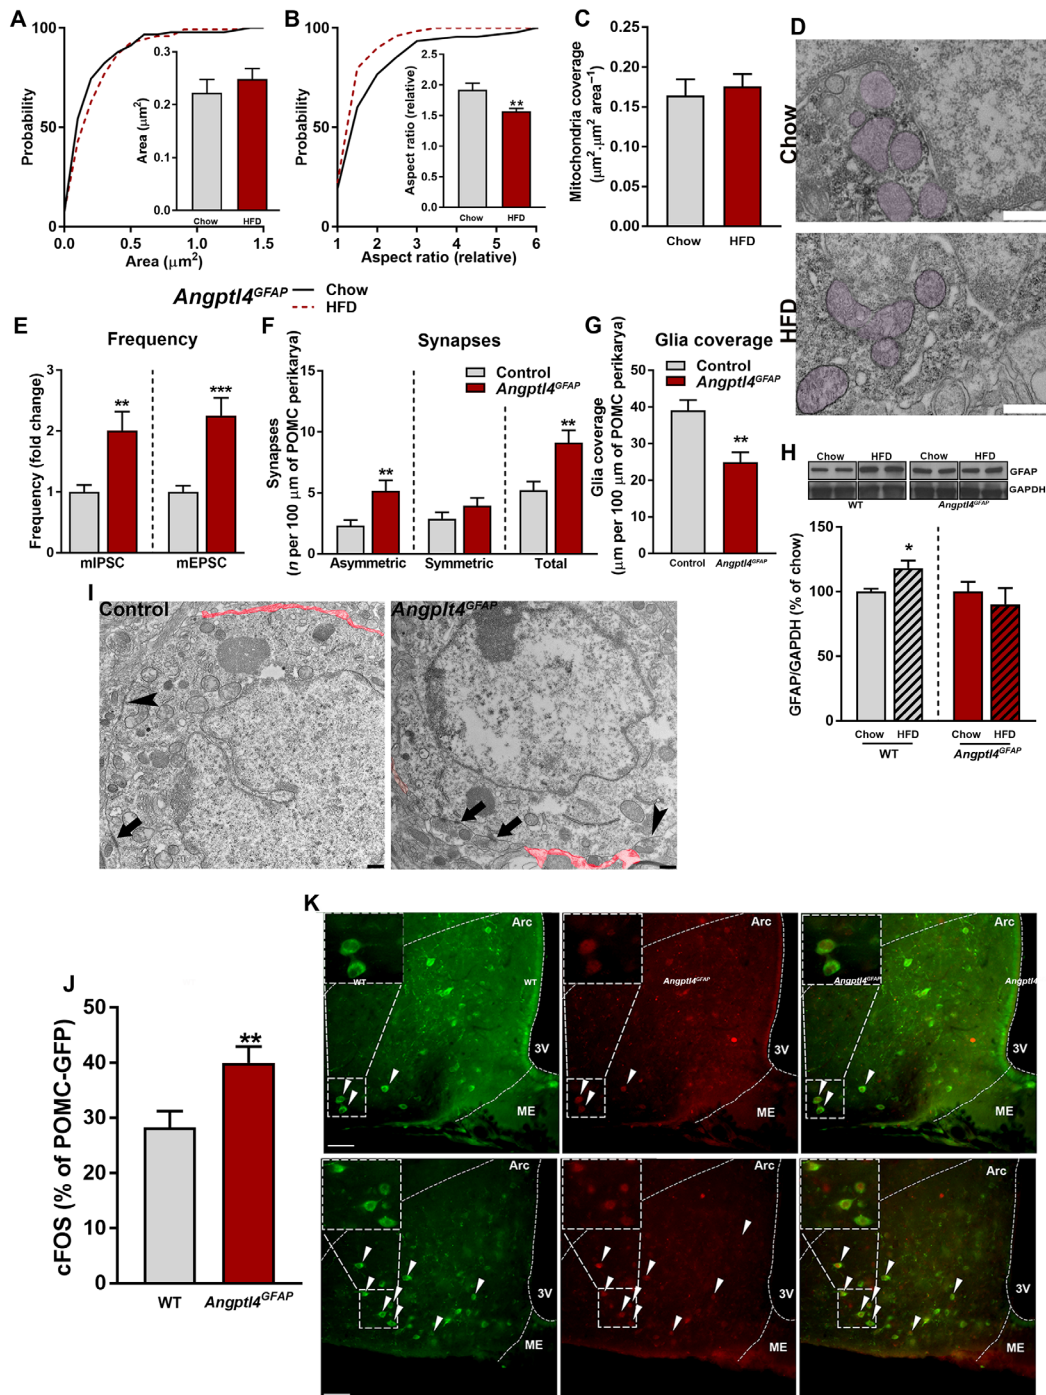 A
Probability
100
50
0
0.0
0.5
1.0
1.5
Area (μm²)
Area (μm²)
0.3
0.2
0.1
0.0
Chow
HFD
B
Probability
100
50
0
1
2
3
4
5
6
Aspect ratio (relative)
Aspect ratio (relative)
2.5
2.0
1.5
1.0
0.5
0.0
**
Chow
HFD
C
Mitochondria coverage
(μm².μm² area⁻¹)
0.25
0.20
0.15
0.10
0.05
0.00
Chow
HFD
D
Chow
HFD
Angptl4GFAP
Chow
HFD
E
Frequency
Frequency (fold change)
3
2
1
0
**
***
mIPSC
mEPSC
F
Synapses
Control
Angptl4GFAP
Synapses
(n per 100 μm of POMC perikarya)
15
10
5
0
**
**
Asymmetric
Symmetric
Total
G
Glia coverage
Control
Angptl4GFAP
Glia coverage
(μm per 100 μm of POMC perikarya)
50
40
30
20
10
0
**
Control
Angptl4GFAP
H
Chow
HFD
Chow
HFD
GFAP
GAPDH
WT
Angptl4GFAP
GFAP/GAPDH (% of chow)
150
100
50
0
*
Chow
HFD
Chow
HFD
WT
Angptl4GFAP
I
Control
Angplt4GFAP
J
cFOS (% of POMC-GFP)
50
40
30
20
10
0
**
WT
Angptl4GFAP
K
Arc
WT
WT
3V
ME
Arc
Angptl4GFAP
3V
ME
Arc
Angptl4GFAP
Angptl4
3V
ME
Arc
3V
ME
Arc
3V
ME
Arc
3V
ME